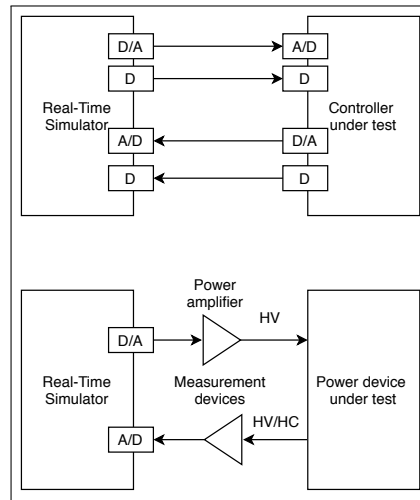 D/A
A/D
D
D
Real-Time
Simulator
Controller
under test
A/D
D/A
D
D
Power
amplifier
HV
D/A
Real-Time
Simulator
Measurement
devices
Power device
under test
HV/HC
A/D